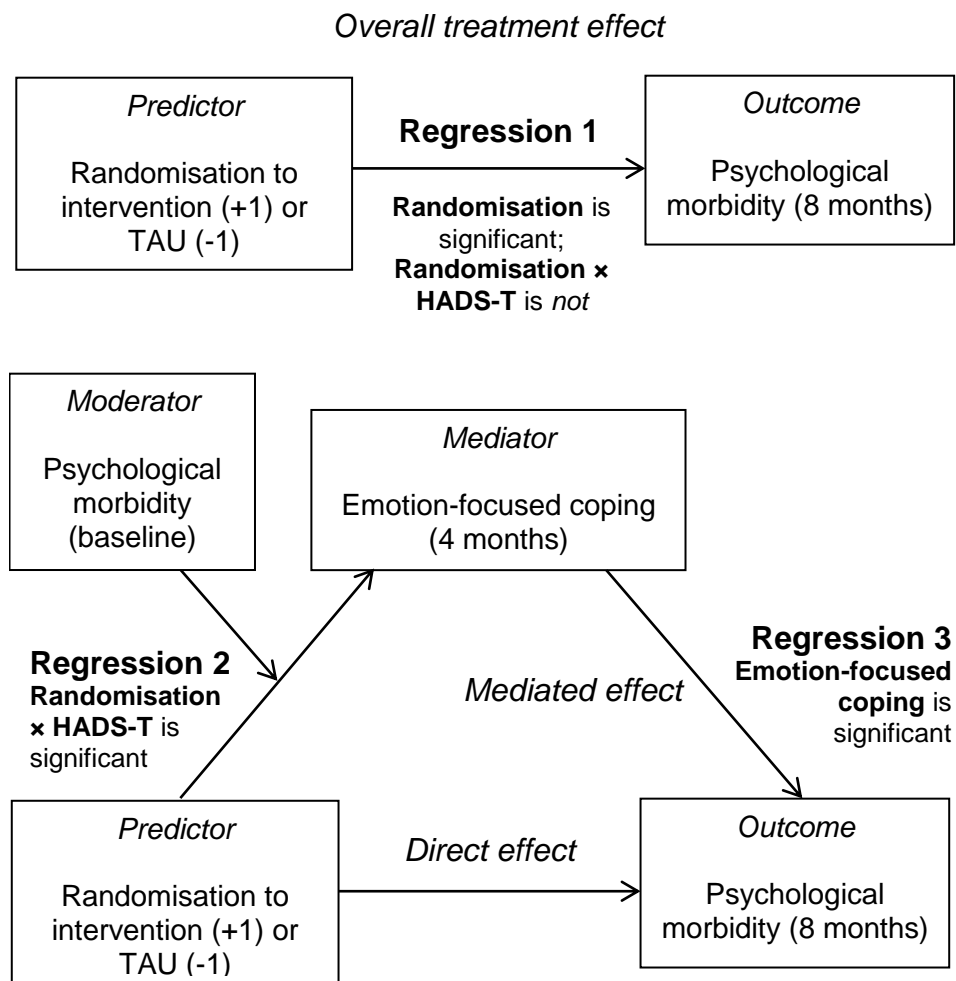 Overall treatment effect
Predictor
Randomisation to
intervention (+1) or
TAU (-1)
Regression 1
Randomisation is
significant;
Randomisation ×
HADS-T is not
Outcome
Psychological
morbidity (8 months)
Moderator
Psychological
morbidity
(baseline)
Mediator
Emotion-focused coping
(4 months)
Regression 2
Randomisation
× HADS-T is
significant
Mediated effect
Regression 3
Emotion-focused
coping is
significant
Predictor
Randomisation to
intervention (+1) or
TAU (-1)
Direct effect
Outcome
Psychological
morbidity (8 months)